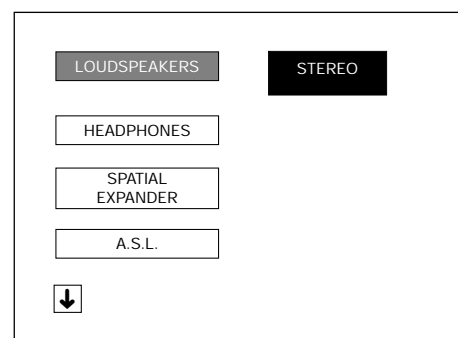 LOUDSPEAKERS
STEREO
HEADPHONES
SPATIAL
EXPANDER
A.S.L.